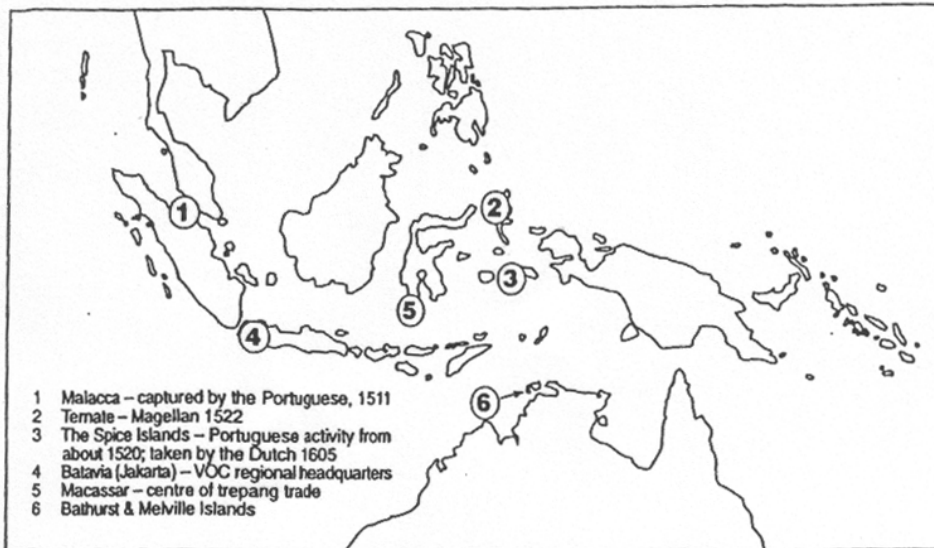 1
2
3
4
5
6
1 Malacca – captured by the Portuguese, 1511
2 Ternate – Magellan 1522
3 The Spice Islands – Portuguese activity from
about 1520; taken by the Dutch 1605
4 Batavia (Jakarta) – VOC regional headquarters
5 Macassar – centre of trepang trade
6 Bathurst & Melville Islands